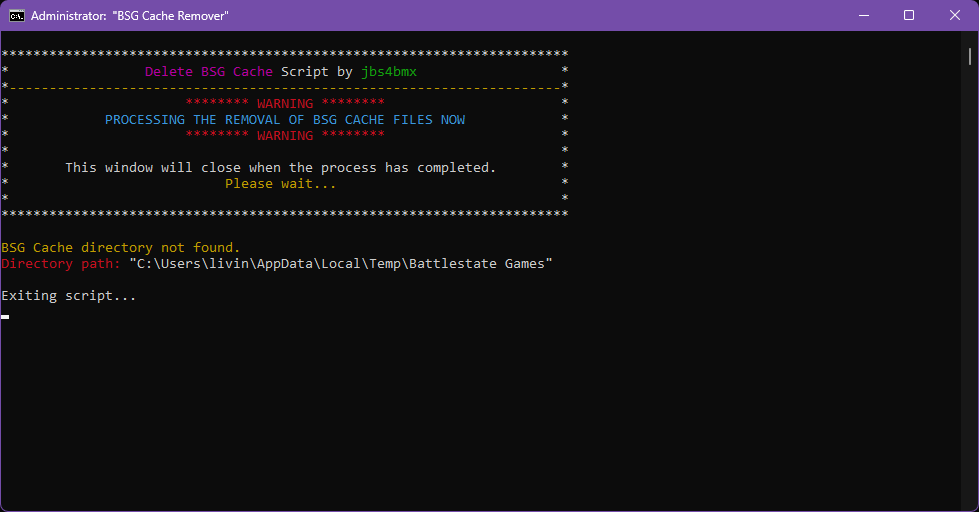 Administrator: "BSG Cache Remover"
***********************************************************************
* Delete BSG Cache Script by jbs4bmx *
*---------------------------------------------------------------------*
* ******** WARNING ******** *
* PROCESSING THE REMOVAL OF BSG CACHE FILES NOW *
* ******** WARNING ******** *
* *
* This window will close when the process has completed. *
* Please wait... *
* *
***********************************************************************
BSG Cache directory not found.
Directory path: "C:\Users\livin\AppData\Local\Temp\Battlestate Games"
Exiting script...